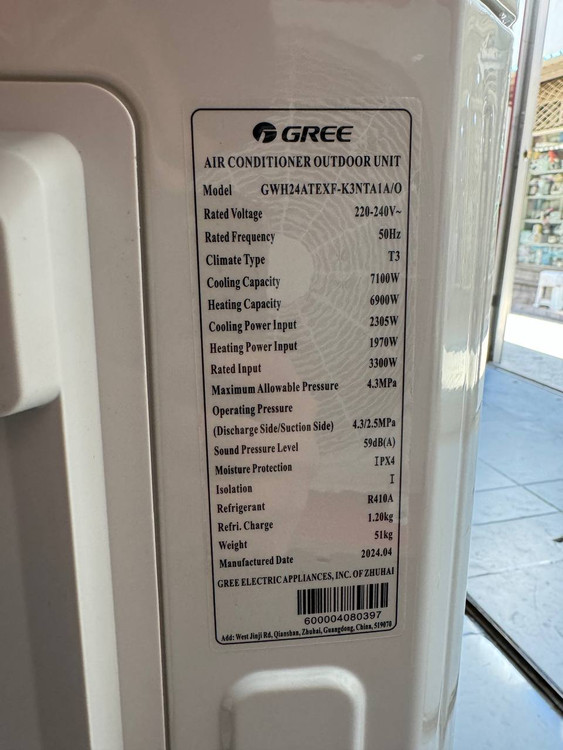 GREE
AIR CONDITIONER OUTDOOR UNIT
Model GWH24ATEXF-K3NTA1A/O
Rated Voltage 220-240V~
Rated Frequency 50Hz
Climate Type T3
Cooling Capacity 7100W
Heating Capacity 6900W
Cooling Power Input 2305W
Heating Power Input 1970W
Rated Input 3300W
Maximum Allowable Pressure 4.3MPa
Operating Pressure
(Discharge Side/Suction Side) 4.3/2.5MPa
Sound Pressure Level 59dB(A)
Moisture Protection IPX4
Isolation I
Refrigerant R410A
Refri. Charge 1.20kg
Weight 51kg
Manufactured Date 2024.04
GREE ELECTRIC APPLIANCES, INC. OF ZHUHAI
600004080397
Add: West Jinji Rd, Qianshan, Zhuhai, Guangdong, China, 519070